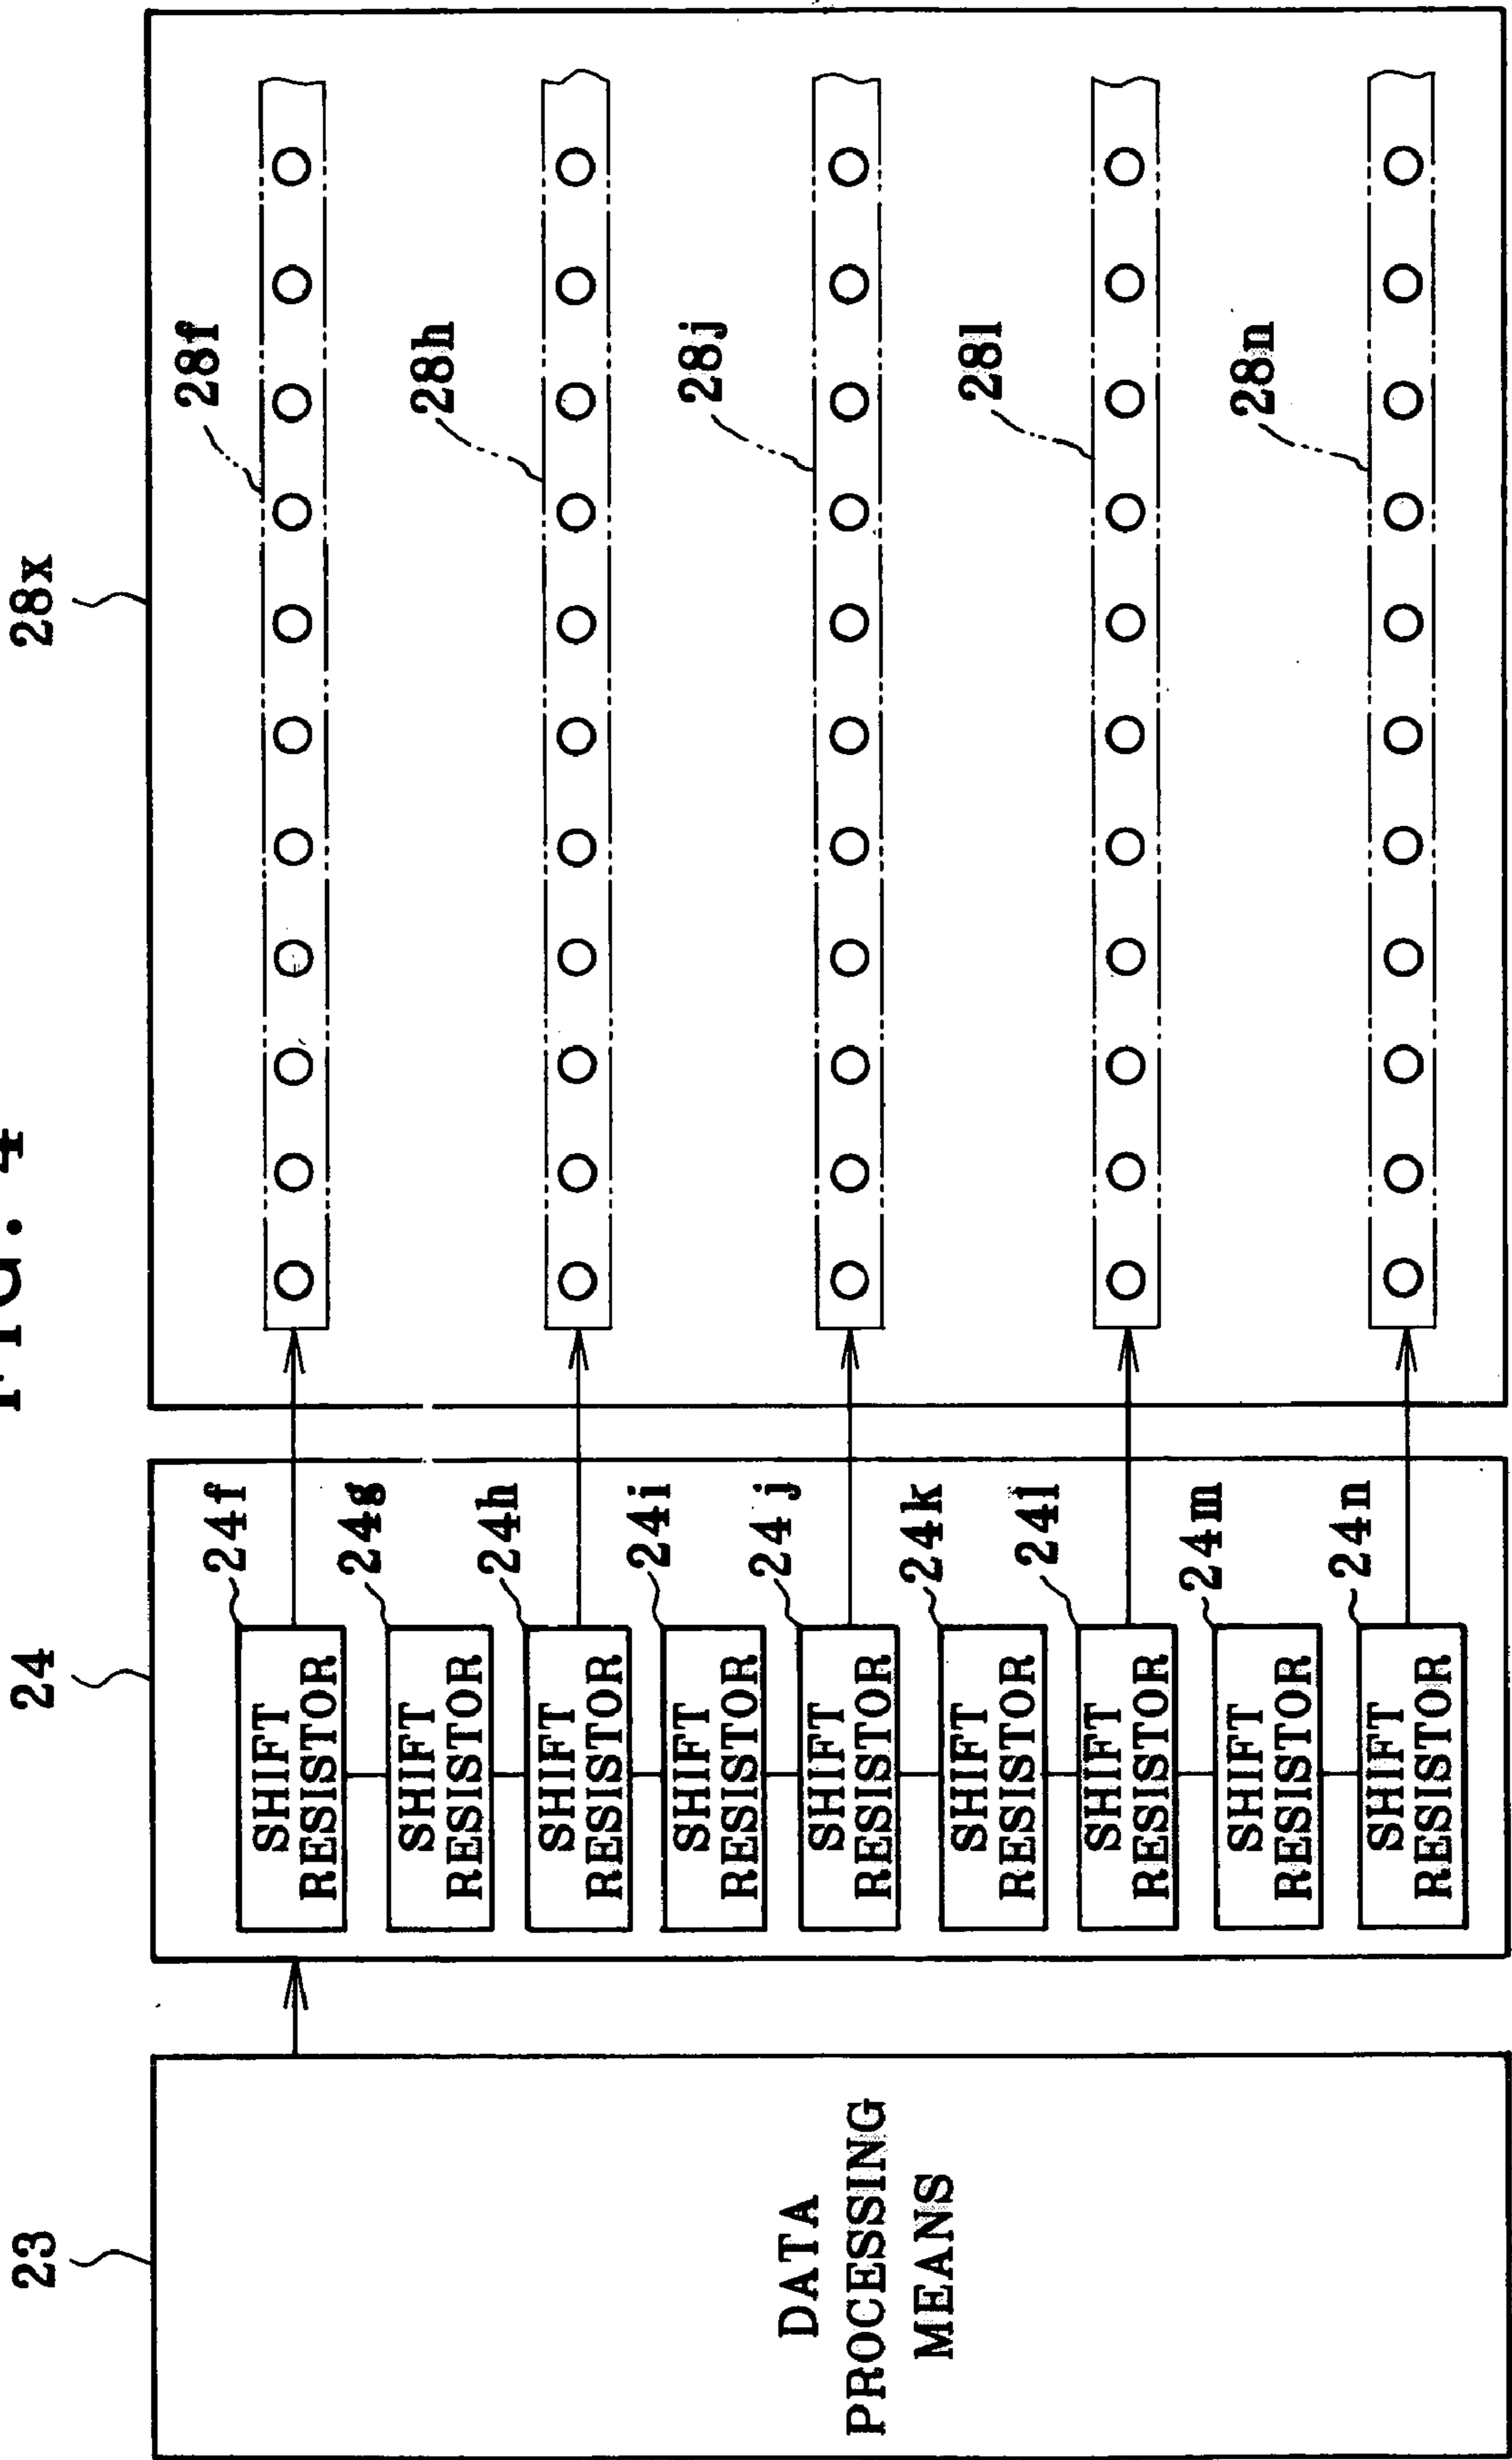 FIG. 4
23
24
28x
DATA
PROCESSING
MEANS
SHIFT
RESISTOR
24f
SHIFT
RESISTOR
24g
SHIFT
RESISTOR
24h
SHIFT
RESISTOR
24i
SHIFT
RESISTOR
24j
SHIFT
RESISTOR
24k
SHIFT
RESISTOR
24l
SHIFT
RESISTOR
24m
SHIFT
RESISTOR
24n
28f
28h
28j
28l
28n